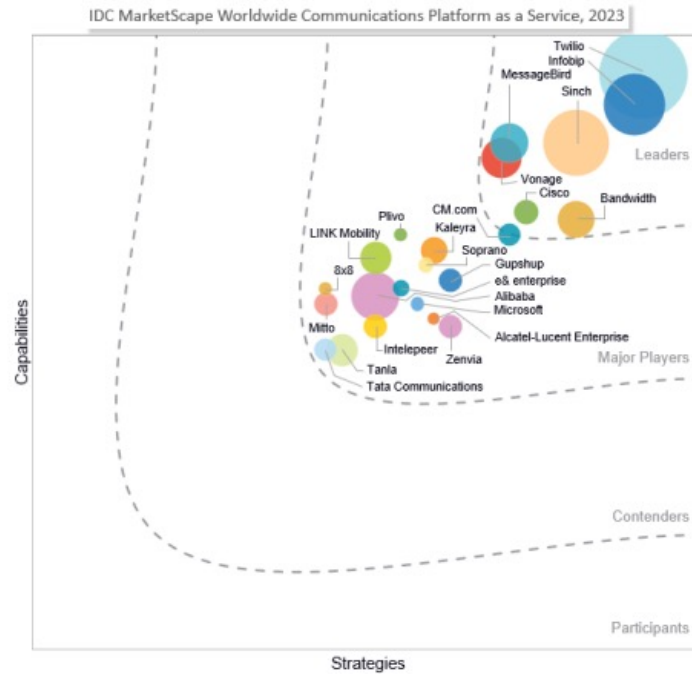 IDC MarketScape Worldwide Communications Platform as a Service, 2023
Twilio
Infobip
MessageBird
Sinch
Leaders
Vonage
Cisco
Bandwidth
CM.com
Plivo
Kaleyra
LINK Mobility
Soprano
Gupshup
8x8
e& enterprise
Alibaba
Microsoft
Mitto
Alcatel-Lucent Enterprise
Intelepeer
Zenvia
Major Players
Tanla
Tata Communications
Capabilities
Contenders
Participants
Strategies